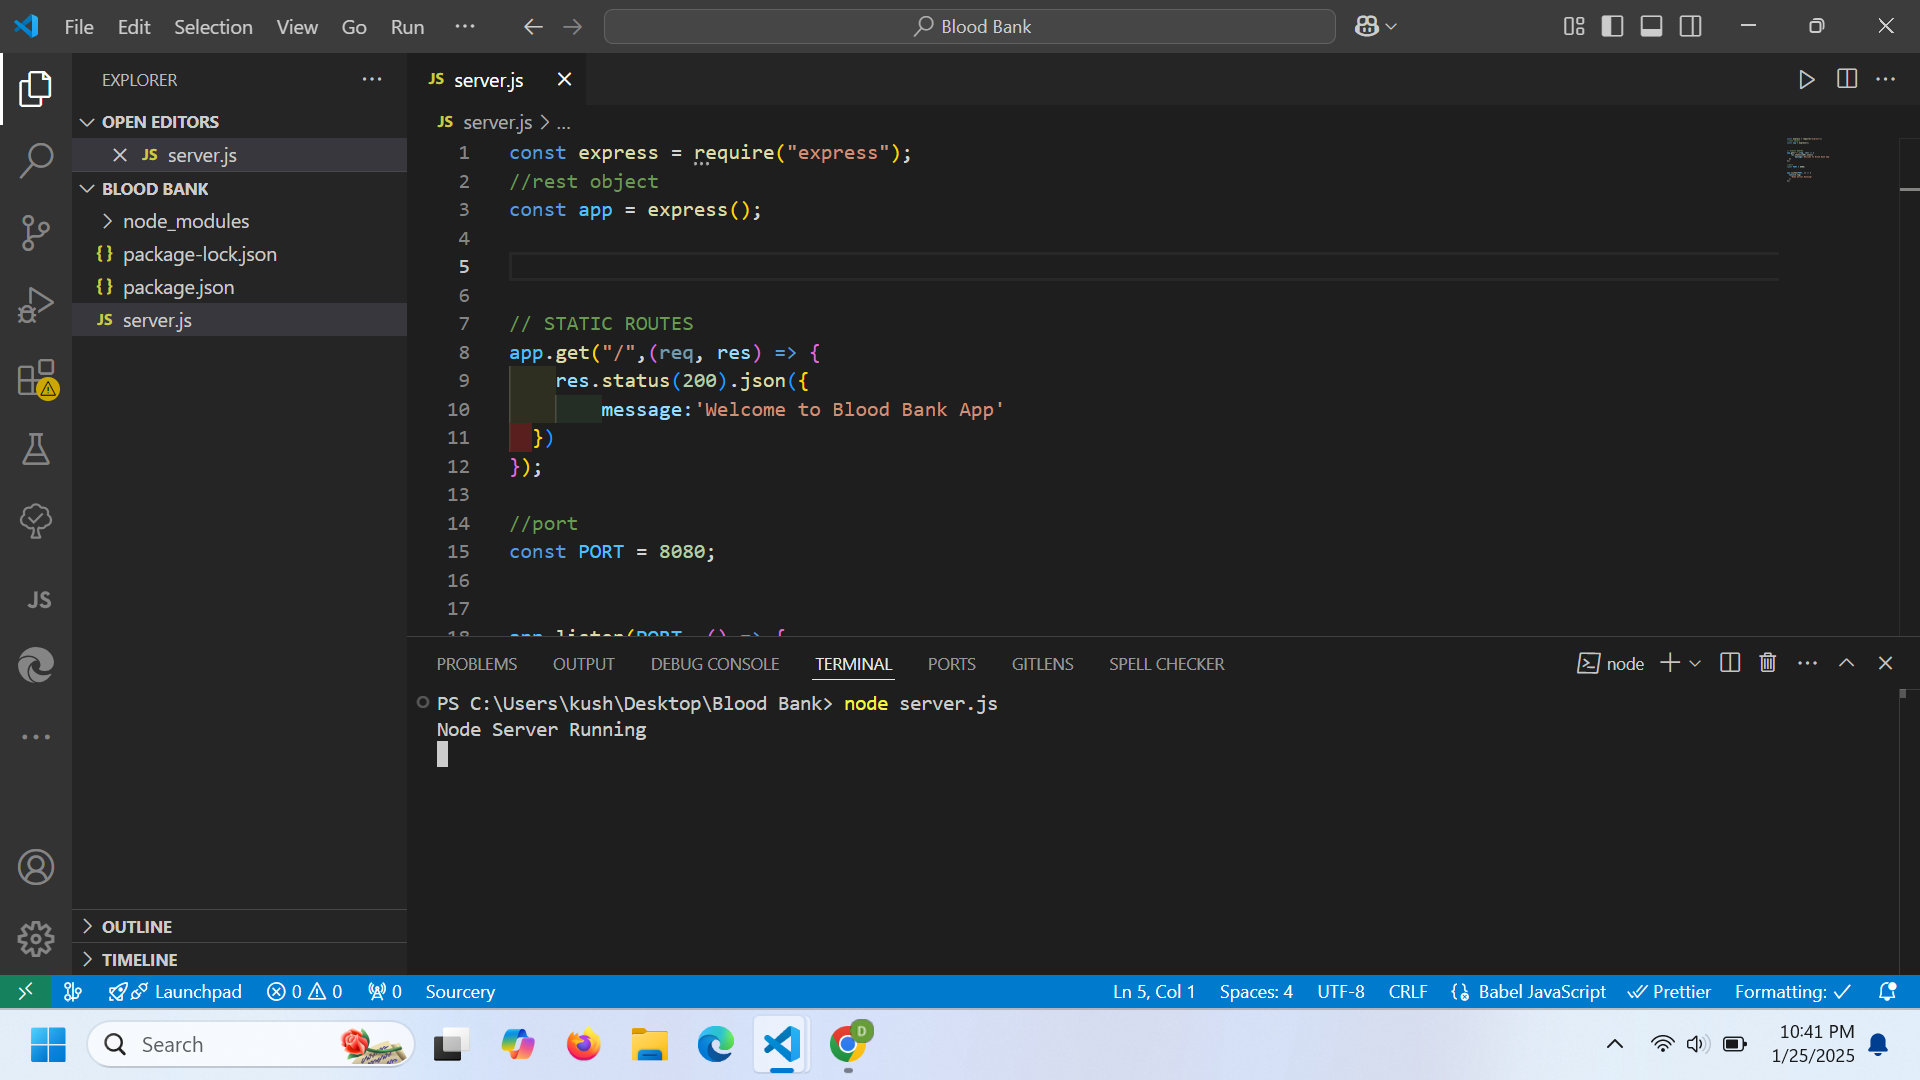 File Edit Selection View Go Run ··· Blood Bank
EXPLORER ···
OPEN EDITORS
JS server.js
BLOOD BANK
node_modules
{} package-lock.json
{} package.json
JS server.js
OUTLINE
TIMELINE
JS
JS server.js
JS server.js > ...
1 const express = require("express");
2 //rest object
3 const app = express();
4
5
6
7 // STATIC ROUTES
8 app.get("/",(req, res) => {
9 res.status(200).json({
10 message:'Welcome to Blood Bank App'
11 })
12 });
13
14 //port
15 const PORT = 8080;
16
17
18 app.listen(PORT, () => {
PROBLEMS OUTPUT DEBUG CONSOLE TERMINAL PORTS GITLENS SPELL CHECKER node
PS C:\Users\kush\Desktop\Blood Bank> node server.js
Node Server Running
Launchpad 0 0 0 Sourcery Ln 5, Col 1 Spaces: 4 UTF-8 CRLF {} Babel JavaScript Prettier Formatting: ✓
Search D 10:41 PM
1/25/2025